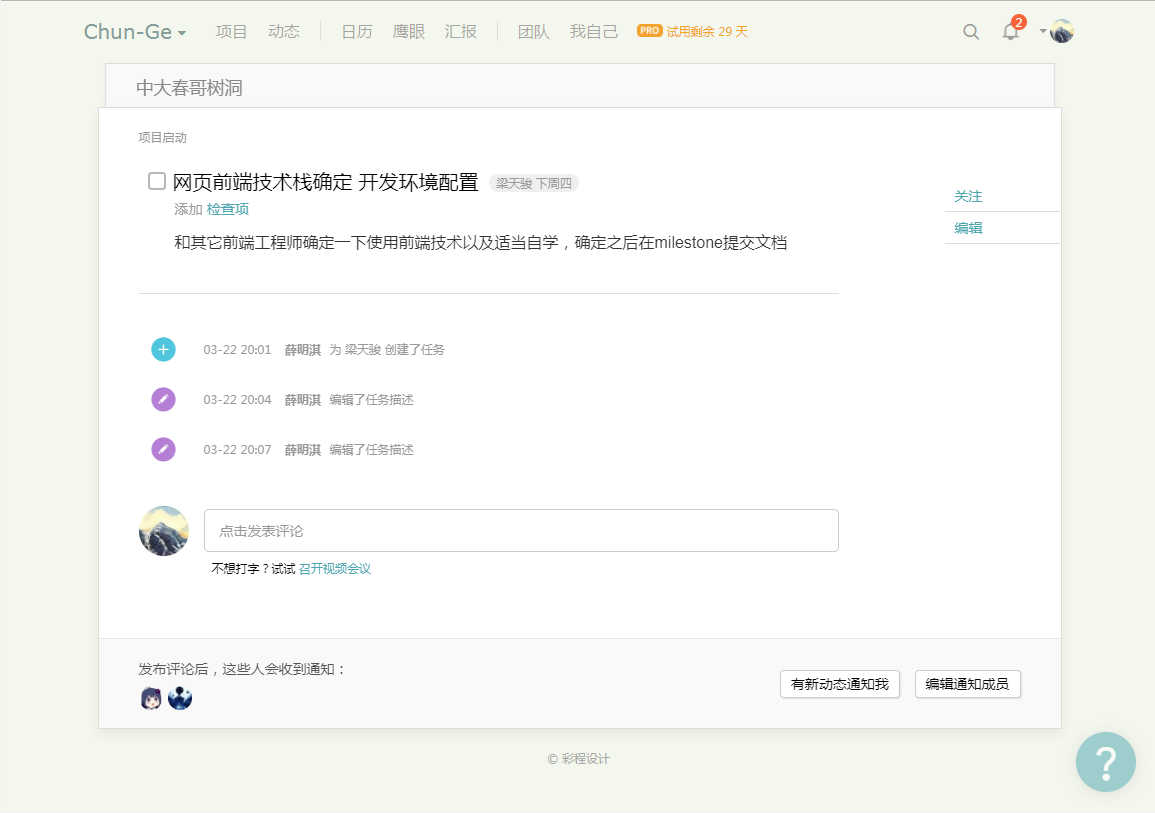 Chun-Ge 项目 动态 日历 鹰眼 汇报 团队 我自己 PRO 试用剩余 29 天 2
中大春哥树洞
项目启动
网页前端技术栈确定 开发环境配置 梁天骏 下周四
添加 检查项
关注
和其它前端工程师确定一下使用前端技术以及适当自学，确定之后在milestone提交文档
编辑
03-22 20:01 薛明淇 为 梁天骏 创建了任务
03-22 20:04 薛明淇 编辑了任务描述
03-22 20:07 薛明淇 编辑了任务描述
点击发表评论
不想打字？试试 召开视频会议
发布评论后，这些人会收到通知：
有新动态通知我 编辑通知成员
© 彩程设计
?